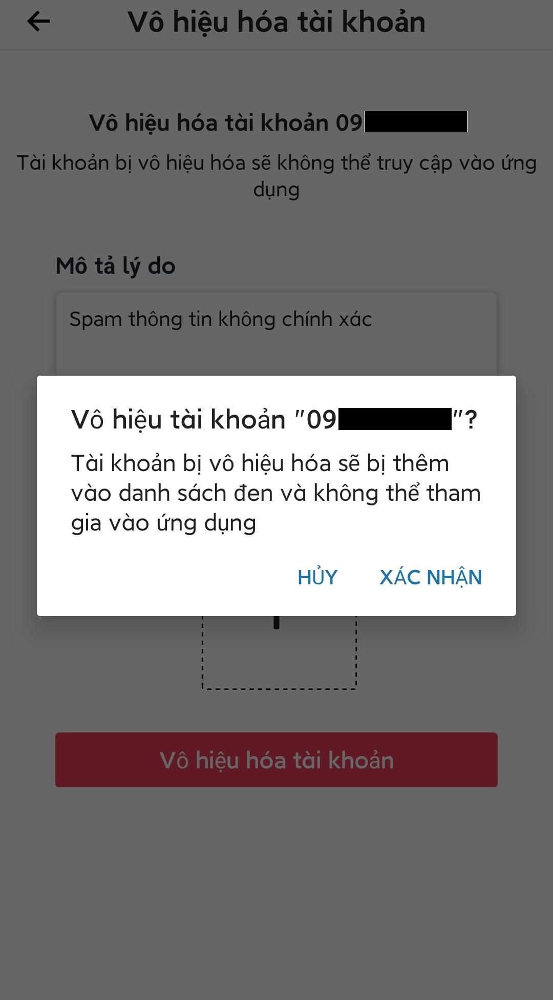 Vô hiệu hóa tài khoản
Vô hiệu hóa tài khoản 09
Tài khoản bị vô hiệu hóa sẽ không thể truy cập vào ứng
dụng
Mô tả lý do
Spam thông tin không chính xác
Vô hiệu tài khoản "09"?
Tài khoản bị vô hiệu hóa sẽ bị thêm
vào danh sách đen và không thể tham
gia vào ứng dụng
HỦY XÁC NHẬN
Vô hiệu hóa tài khoản